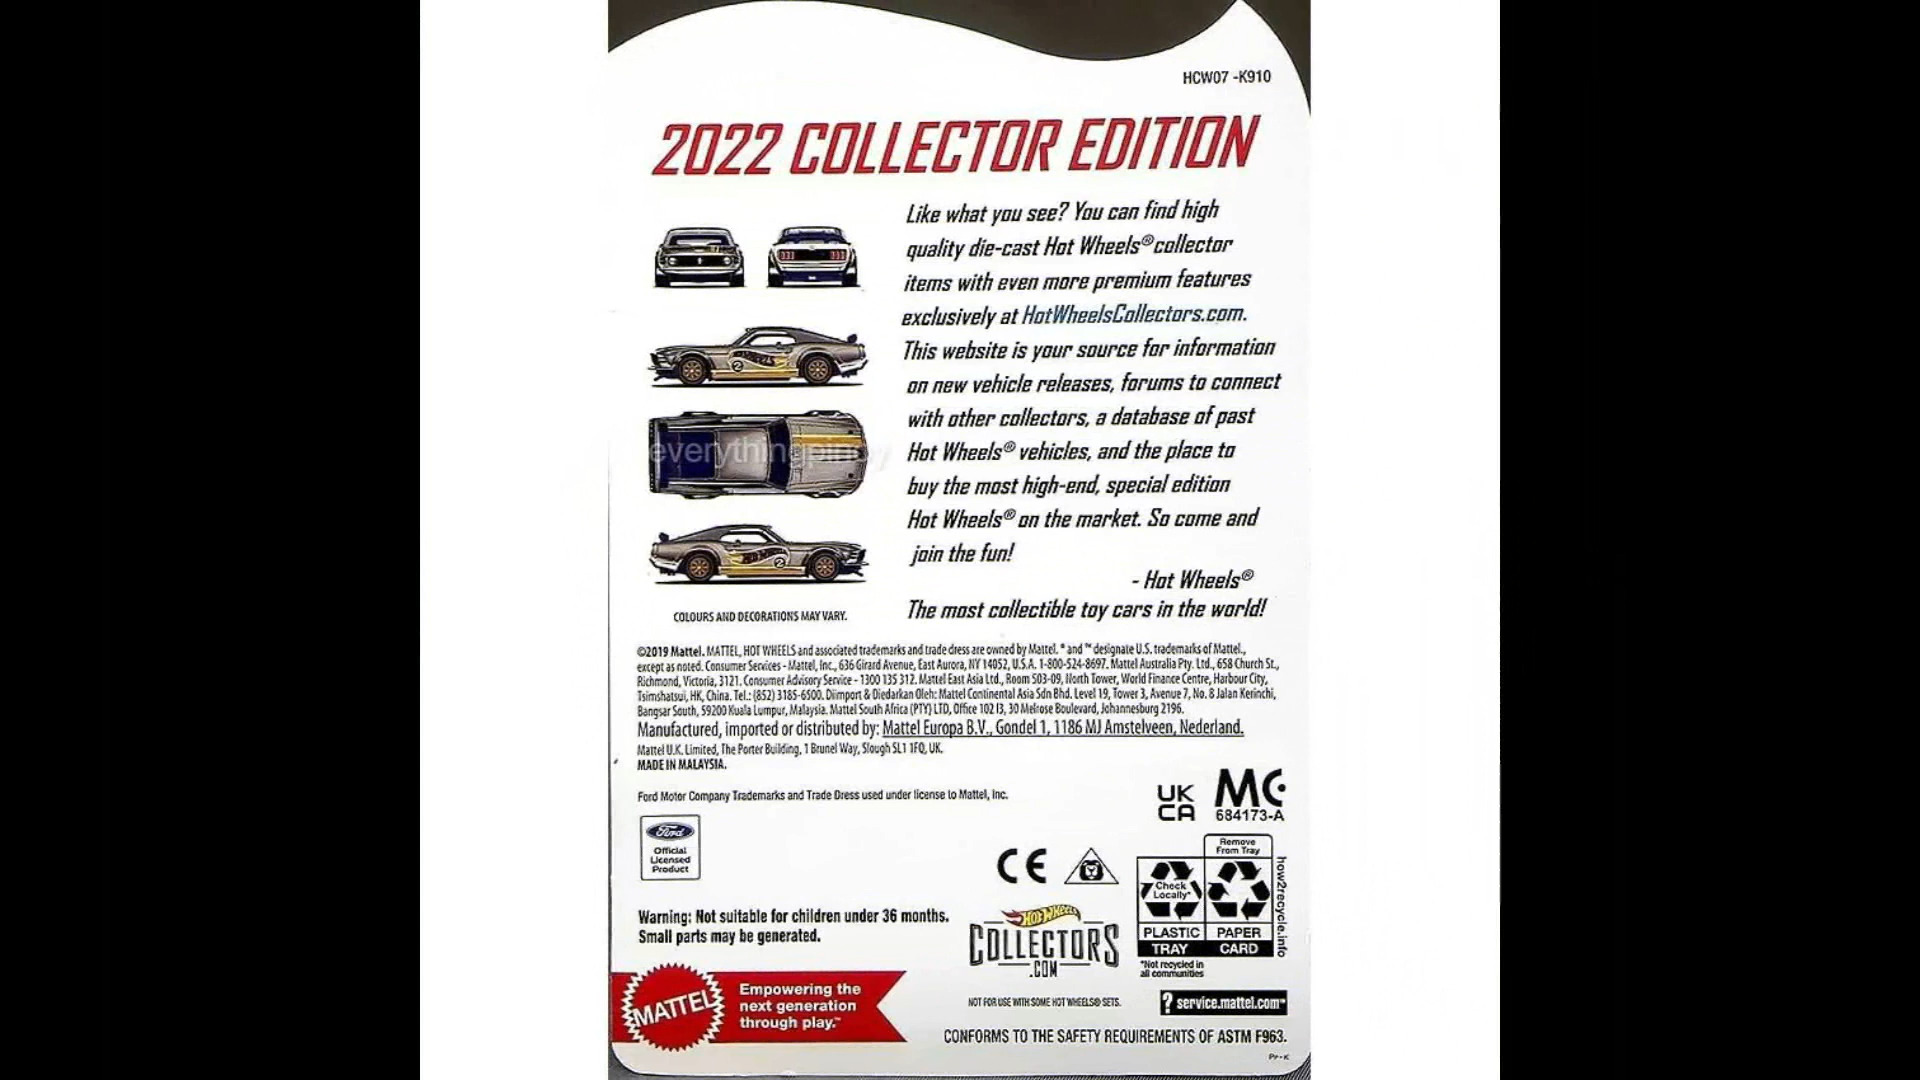 HCW07 -K910
2022 COLLECTOR EDITION
Like what you see? You can find high
quality die-cast Hot Wheels® collector
items with even more premium features
exclusively at HotWheelsCollectors.com.
This website is your source for information
on new vehicle releases, forums to connect
with other collectors, a database of past
Hot Wheels® vehicles, and the place to
buy the most high-end, special edition
Hot Wheels® on the market. So come and
join the fun!
- Hot Wheels®
The most collectible toy cars in the world!
everythingpinoy
COLOURS AND DECORATIONS MAY VARY.
©2019 Mattel. MATTEL, HOT WHEELS and associated trademarks and trade dress are owned by Mattel. ® and ™ designate U.S. trademarks of Mattel.,
except as noted. Consumer Services - Mattel, Inc., 636 Girard Avenue, East Aurora, NY 14052, U.S.A. 1-800-524-8697. Mattel Australia Pty. Ltd., 658 Church St.,
Richmond, Victoria, 3121. Consumer Advisory Service - 1300 135 312. Mattel East Asia Ltd., Room 503-09, North Tower, World Finance Centre, Harbour City,
Tsimshatsui, HK, China. Tel.: (852) 3185-6500. Diimport & Diedarkan Oleh: Mattel Continental Asia Sdn Bhd. Level 19, Tower 3, Avenue 7, No. 8 Jalan Kerinchi,
Bangsar South, 59200 Kuala Lumpur, Malaysia. Mattel South Africa (PTY) LTD, Office 102 I3, 30 Melrose Boulevard, Johannesburg 2196.
Manufactured, imported or distributed by: Mattel Europa B.V., Gondel 1, 1186 MJ Amstelveen, Nederland.
Mattel U.K. Limited, The Porter Building, 1 Brunel Way, Slough SL1 1FQ, UK.
MADE IN MALAYSIA.
Ford Motor Company Trademarks and Trade Dress used under license to Mattel, Inc.
UK
CA
MC
684173-A
Ford
Official
Licensed
Product
CE
Remove
From Tray
Check
Locally*
PLASTIC
TRAY
PAPER
CARD
how2recycle.info
*Not recycled in
all communities
Warning: Not suitable for children under 36 months.
Small parts may be generated.
HOT WHEELS
COLLECTORS
.COM
MATTEL
Empowering the
next generation
through play.™
NOT FOR USE WITH SOME HOT WHEELS® SETS.
? service.mattel.com™
CONFORMS TO THE SAFETY REQUIREMENTS OF ASTM F963.